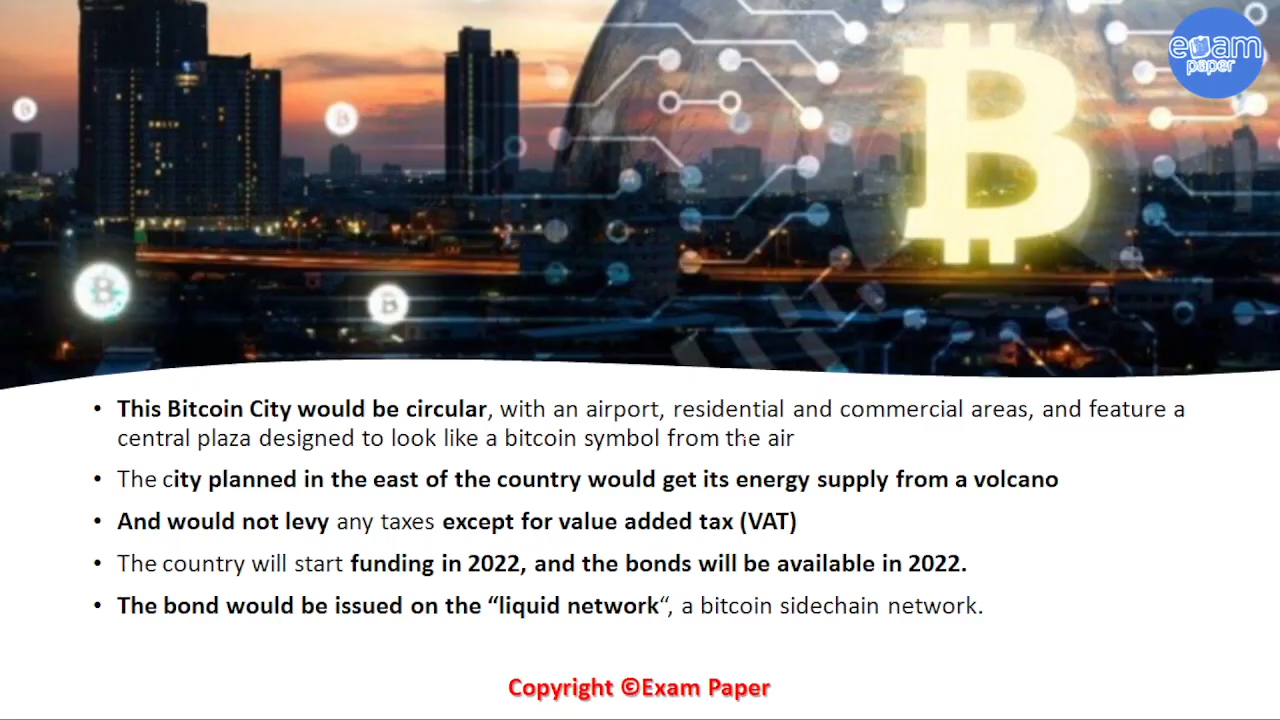 exam
paper
• This Bitcoin City would be circular, with an airport, residential and commercial areas, and feature a
central plaza designed to look like a bitcoin symbol from the air
• The city planned in the east of the country would get its energy supply from a volcano
• And would not levy any taxes except for value added tax (VAT)
• The country will start funding in 2022, and the bonds will be available in 2022.
• The bond would be issued on the “liquid network“, a bitcoin sidechain network.
Copyright ©Exam Paper